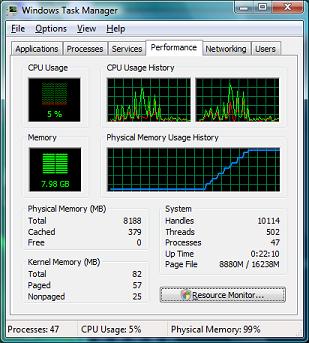 Windows Task Manager
File Options View Help
Applications Processes Services Performance Networking Users
CPU Usage CPU Usage History
5 %
Memory Physical Memory Usage History
7.98 GB
Physical Memory (MB) System
Total 8188 Handles 10114
Cached 379 Threads 502
Free 0 Processes 47
Up Time 0:22:10
Kernel Memory (MB) Page File 8880M / 16238M
Total 82
Paged 57
Nonpaged 25 Resource Monitor...
Processes: 47 CPU Usage: 5% Physical Memory: 99%